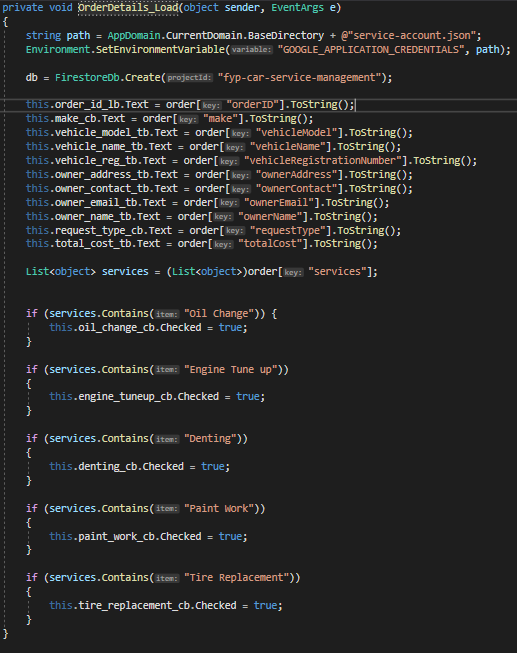 private void OrderDetails_Load(object sender, EventArgs e)
{
string path = AppDomain.CurrentDomain.BaseDirectory + @"service-account.json";
Environment.SetEnvironmentVariable(variable: "GOOGLE_APPLICATION_CREDENTIALS", path);
db = FirestoreDb.Create(projectId: "fyp-car-service-management");
this.order_id_lb.Text = order[key: "orderID"].ToString();
this.make_cb.Text = order[key: "make"].ToString();
this.vehicle_model_tb.Text = order[key: "vehicleModel"].ToString();
this.vehicle_name_tb.Text = order[key: "vehicleName"].ToString();
this.vehicle_reg_tb.Text = order[key: "vehicleRegistrationNumber"].ToString();
this.owner_address_tb.Text = order[key: "ownerAddress"].ToString();
this.owner_contact_tb.Text = order[key: "ownerContact"].ToString();
this.owner_email_tb.Text = order[key: "ownerEmail"].ToString();
this.owner_name_tb.Text = order[key: "ownerName"].ToString();
this.request_type_cb.Text = order[key: "requestType"].ToString();
this.total_cost_tb.Text = order[key: "totalCost"].ToString();
List<object> services = (List<object>)order[key: "services"];
if (services.Contains(item: "Oil Change")) {
this.oil_change_cb.Checked = true;
}
if (services.Contains(item: "Engine Tune up"))
{
this.engine_tuneup_cb.Checked = true;
}
if (services.Contains(item: "Denting"))
{
this.denting_cb.Checked = true;
}
if (services.Contains(item: "Paint Work"))
{
this.paint_work_cb.Checked = true;
}
if (services.Contains(item: "Tire Replacement"))
{
this.tire_replacement_cb.Checked = true;
}
}